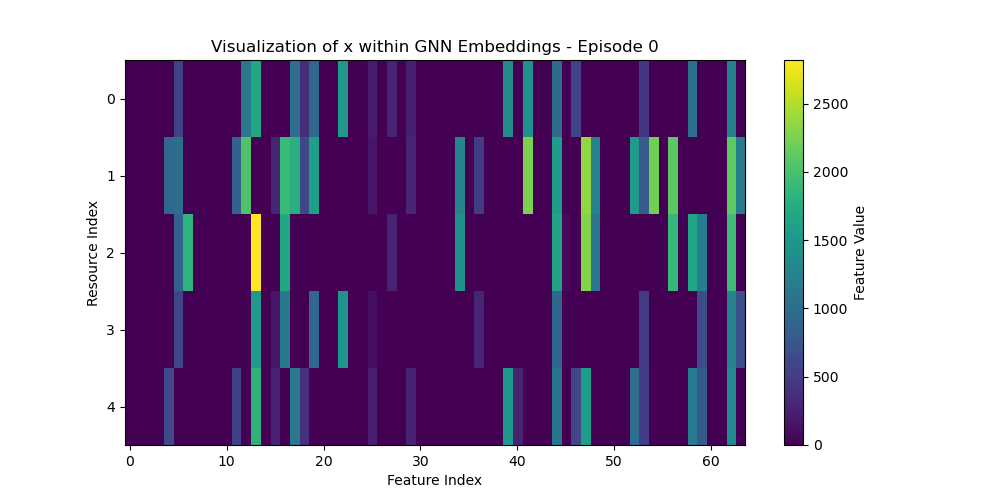 Visualization of x within GNN Embeddings - Episode 0
Resource Index
0
1
2
3
4
0 10 20 30 40 50 60
Feature Index
2500
2000
1500
1000
500
0
Feature Value